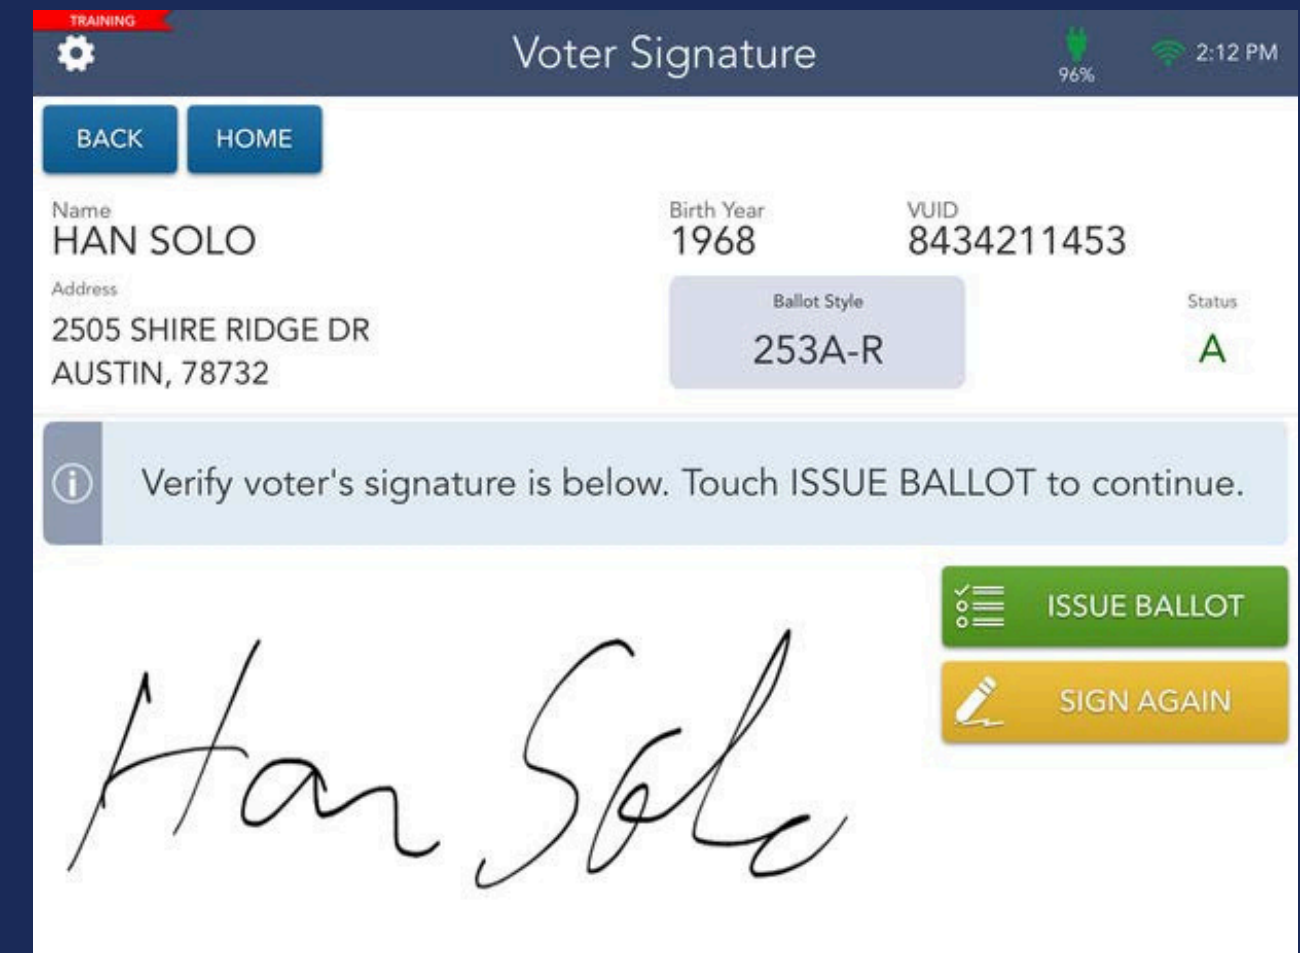 TRAINING
Voter Signature
96%
2:12 PM
BACK
HOME
Name
HAN SOLO
Birth Year
1968
VUID
8434211453
Address
2505 SHIRE RIDGE DR
AUSTIN, 78732
Ballot Style
253A-R
Status
A
Verify voter's signature is below. Touch ISSUE BALLOT to continue.
ISSUE BALLOT
SIGN AGAIN
Han Solo